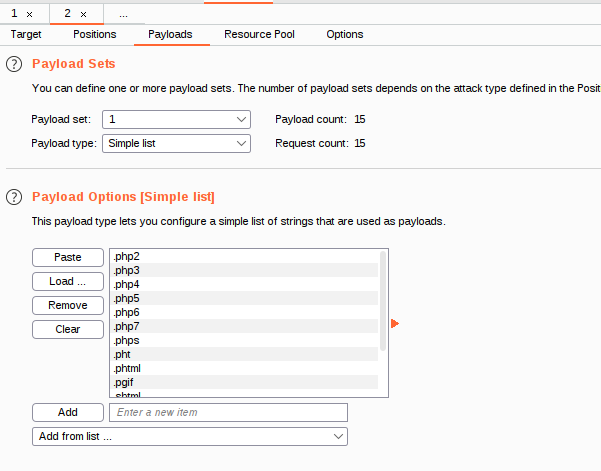 1 × 2 × ...
Target Positions Payloads Resource Pool Options
? Payload Sets
You can define one or more payload sets. The number of payload sets depends on the attack type defined in the Posit
Payload set: 1 Payload count: 15
Payload type: Simple list Request count: 15
? Payload Options [Simple list]
This payload type lets you configure a simple list of strings that are used as payloads.
Paste
Load ...
Remove
Clear
.php2
.php3
.php4
.php5
.php6
.php7
.phps
.pht
.phtml
.pgif
.shtml
Add Enter a new item
Add from list ...